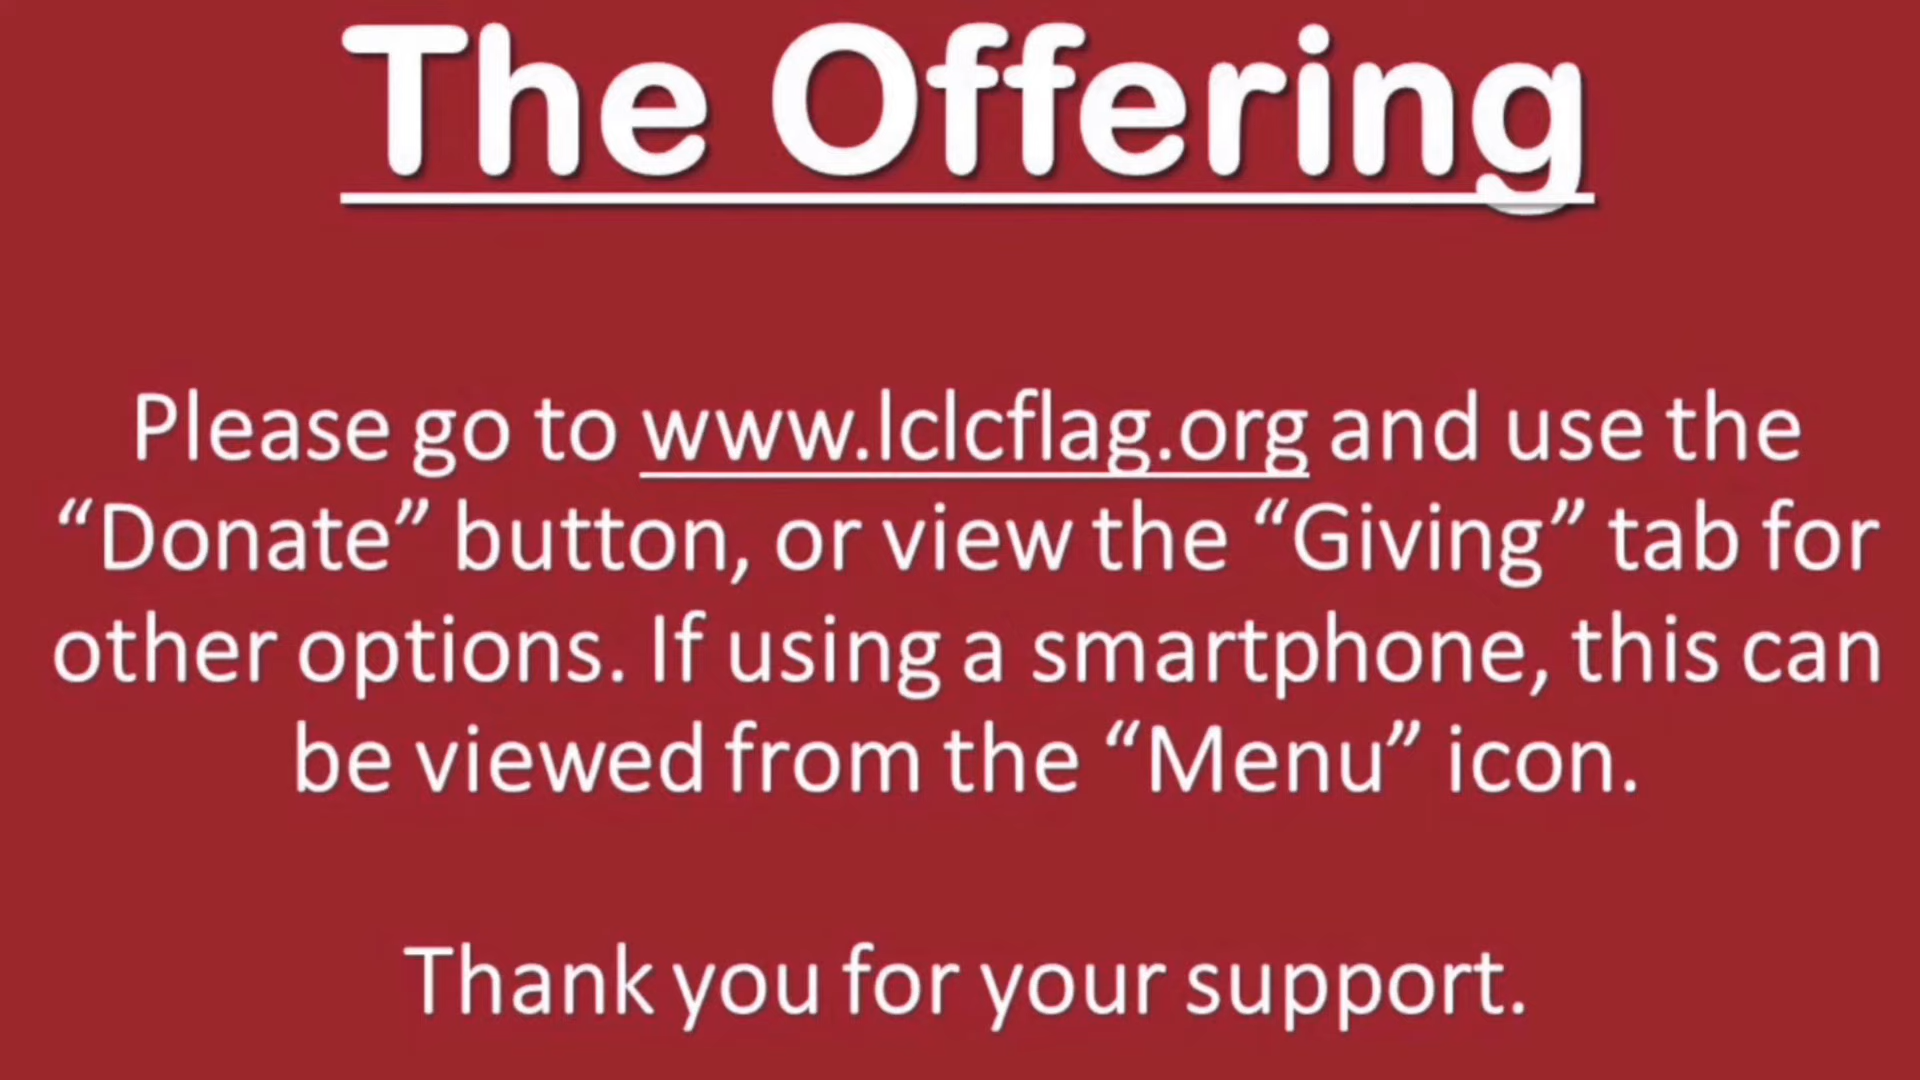 The Offering
Please go to www.lclcflag.org and use the
“Donate” button, or view the “Giving” tab for
other options. If using a smartphone, this can
be viewed from the “Menu” icon.
Thank you for your support.